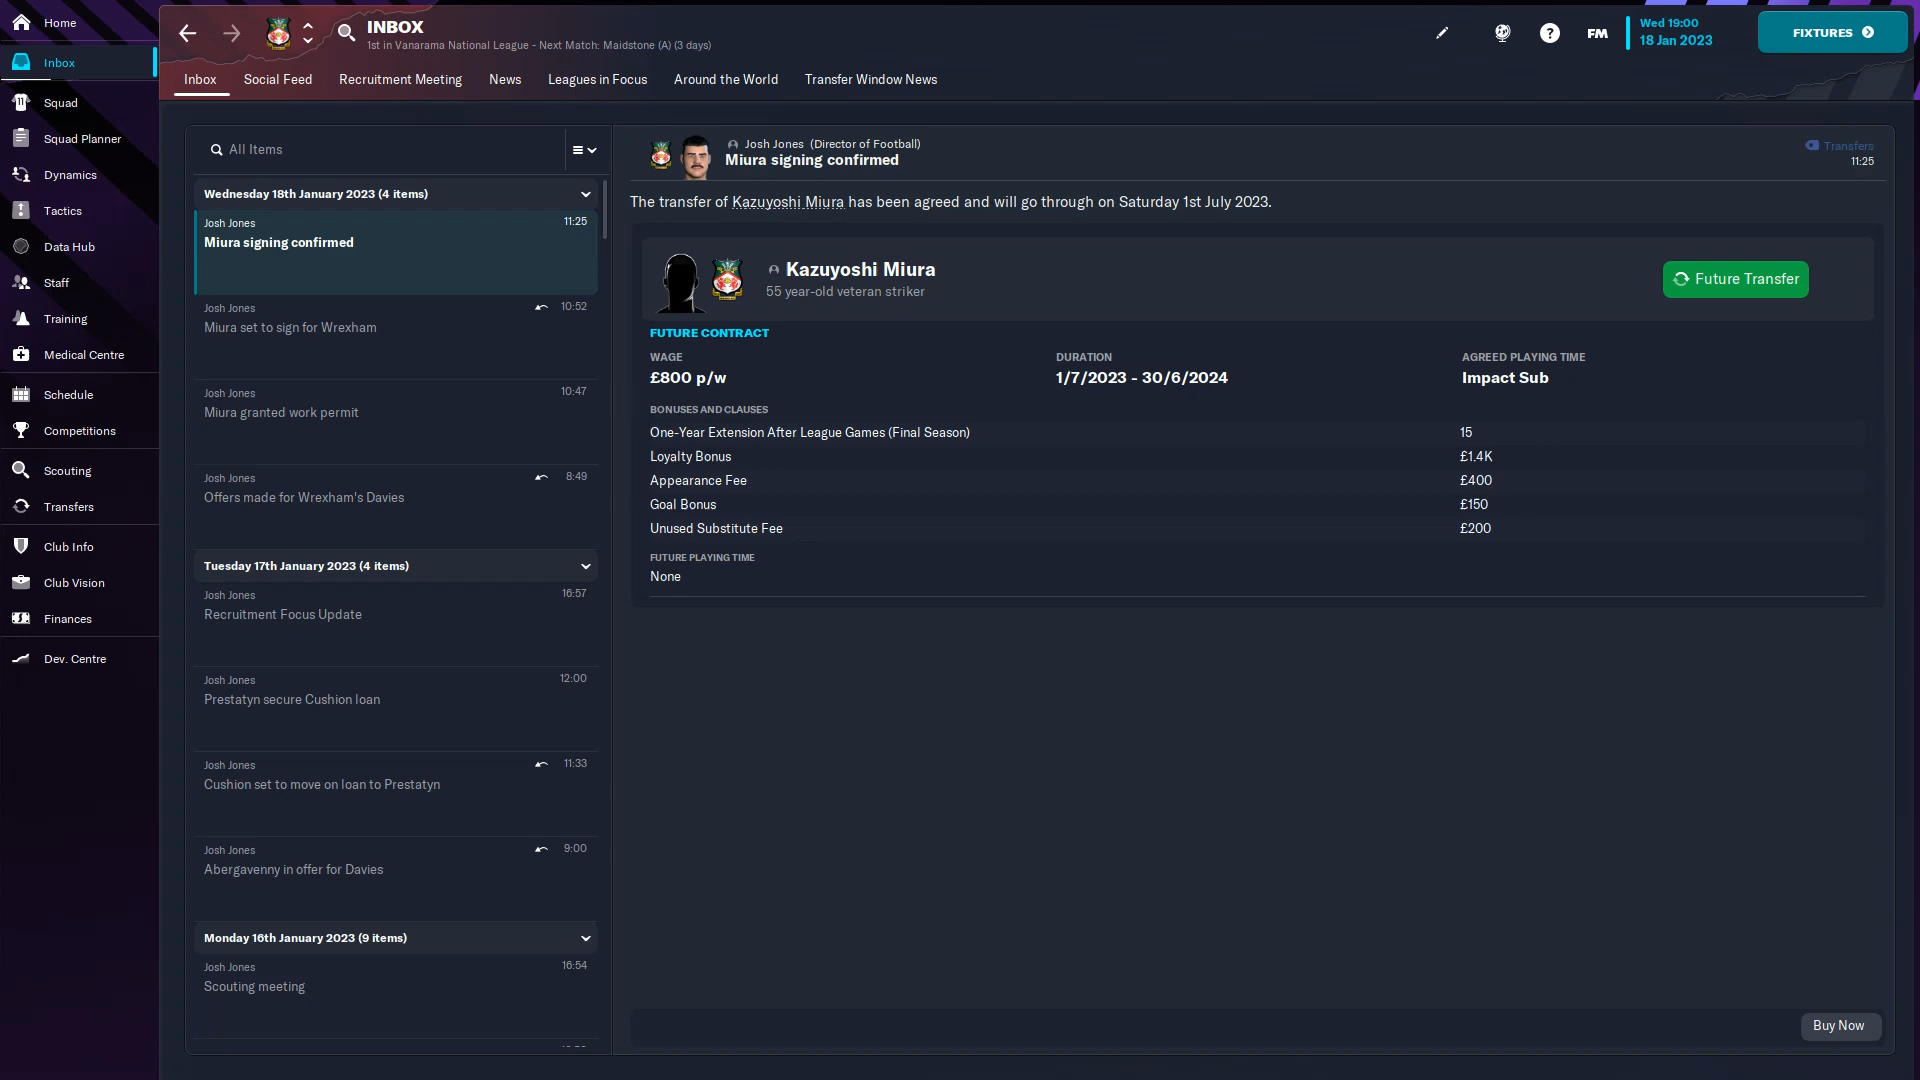 Home
Inbox
Squad
Squad Planner
Dynamics
Tactics
Data Hub
Staff
Training
Medical Centre
Schedule
Competitions
Scouting
Transfers
Club Info
Club Vision
Finances
Dev. Centre
INBOX
1st in Vanarama National League - Next Match: Maidstone (A) (3 days)
FM
Wed 19:00
18 Jan 2023
FIXTURES
Inbox Social Feed Recruitment Meeting News Leagues in Focus Around the World Transfer Window News
All Items
Wednesday 18th January 2023 (4 items)
Josh Jones 11:25
Miura signing confirmed
Josh Jones 10:52
Miura set to sign for Wrexham
Josh Jones 10:47
Miura granted work permit
Josh Jones 8:49
Offers made for Wrexham's Davies
Tuesday 17th January 2023 (4 items)
Josh Jones 16:57
Recruitment Focus Update
Josh Jones 12:00
Prestatyn secure Cushion loan
Josh Jones 11:33
Cushion set to move on loan to Prestatyn
Josh Jones 9:00
Abergavenny in offer for Davies
Monday 16th January 2023 (9 items)
Josh Jones 16:54
Scouting meeting
Josh Jones (Director of Football)
Miura signing confirmed
Transfers
11:25
The transfer of Kazuyoshi Miura has been agreed and will go through on Saturday 1st July 2023.
Kazuyoshi Miura
55 year-old veteran striker
Future Transfer
FUTURE CONTRACT
WAGE DURATION AGREED PLAYING TIME
£800 p/w 1/7/2023 - 30/6/2024 Impact Sub
BONUSES AND CLAUSES
One-Year Extension After League Games (Final Season) 15
Loyalty Bonus £1.4K
Appearance Fee £400
Goal Bonus £150
Unused Substitute Fee £200
FUTURE PLAYING TIME
None
Buy Now